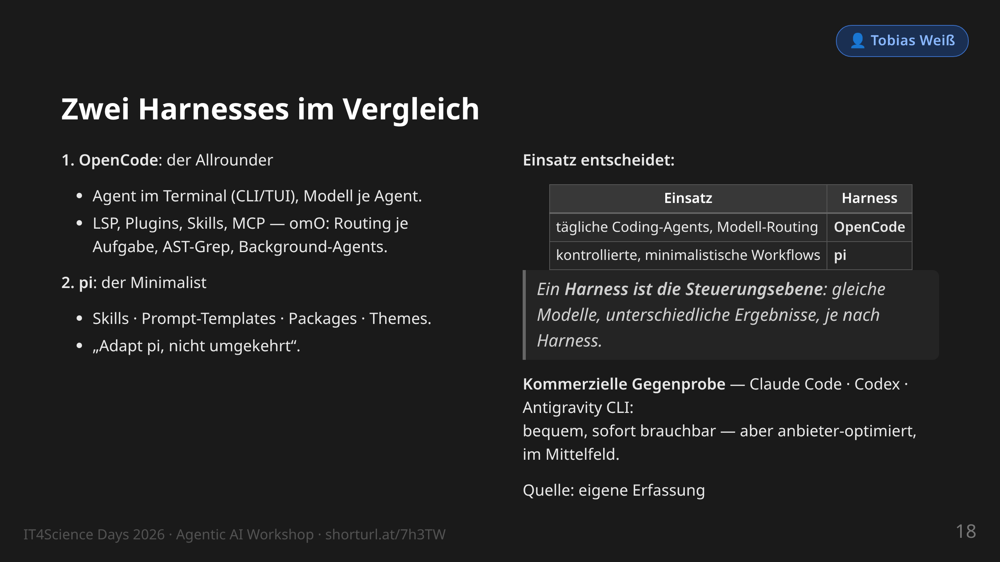 👤 Tobias Weiß
Zwei Harnesses im Vergleich
1. OpenCode: der Allrounder
• Agent im Terminal (CLI/TUI), Modell je Agent.
• LSP, Plugins, Skills, MCP — omO: Routing je
Aufgabe, AST-Grep, Background-Agents.
2. pi: der Minimalist
• Skills · Prompt-Templates · Packages · Themes.
• „Adapt pi, nicht umgekehrt“.
Einsatz entscheidet:
Einsatz Harness
tägliche Coding-Agents, Modell-Routing OpenCode
kontrollierte, minimalistische Workflows pi
Ein Harness ist die Steuerungsebene: gleiche
Modelle, unterschiedliche Ergebnisse, je nach
Harness.
Kommerzielle Gegenprobe — Claude Code · Codex ·
Antigravity CLI:
bequem, sofort brauchbar — aber anbieter-optimiert,
im Mittelfeld.
Quelle: eigene Erfassung
IT4Science Days 2026 · Agentic AI Workshop · shorturl.at/7h3TW
18